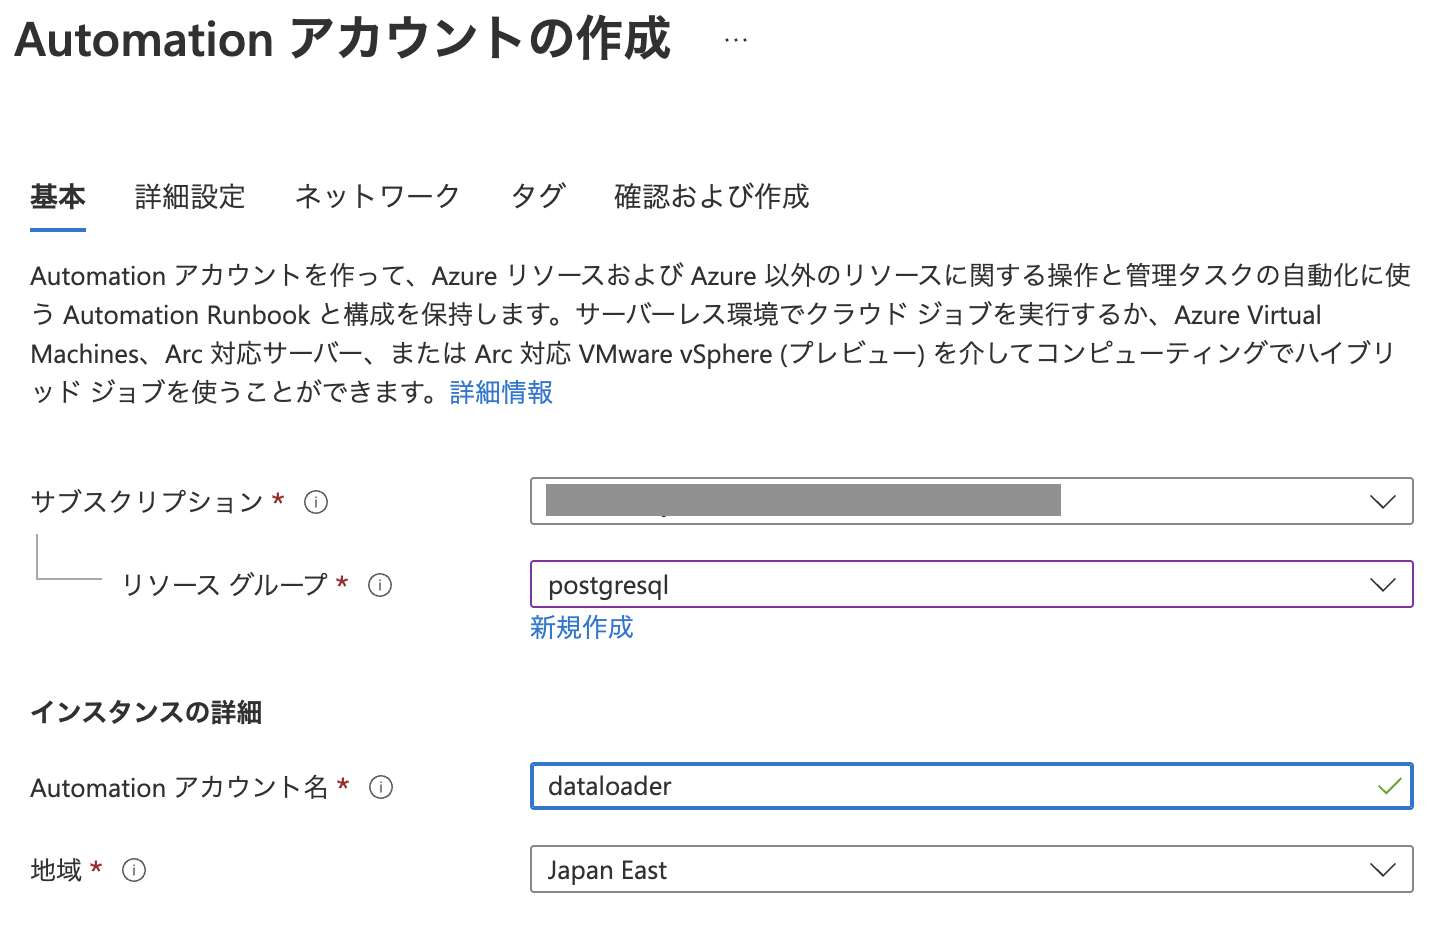 Automation アカウントの作成 …
基本 詳細設定 ネットワーク タグ 確認および作成
Automation アカウントを作って、Azure リソースおよび Azure 以外のリソースに関する操作と管理タスクの自動化に使
う Automation Runbook と構成を保持します。サーバーレス環境でクラウド ジョブを実行するか、Azure Virtual
Machines、Arc 対応サーバー、または Arc 対応 VMware vSphere (プレビュー) を介してコンピューティングでハイブリ
ッド ジョブを使うことができます。詳細情報
サブスクリプション *
リソース グループ * postgresql
新規作成
インスタンスの詳細
Automation アカウント名 * dataloader
地域 * Japan East